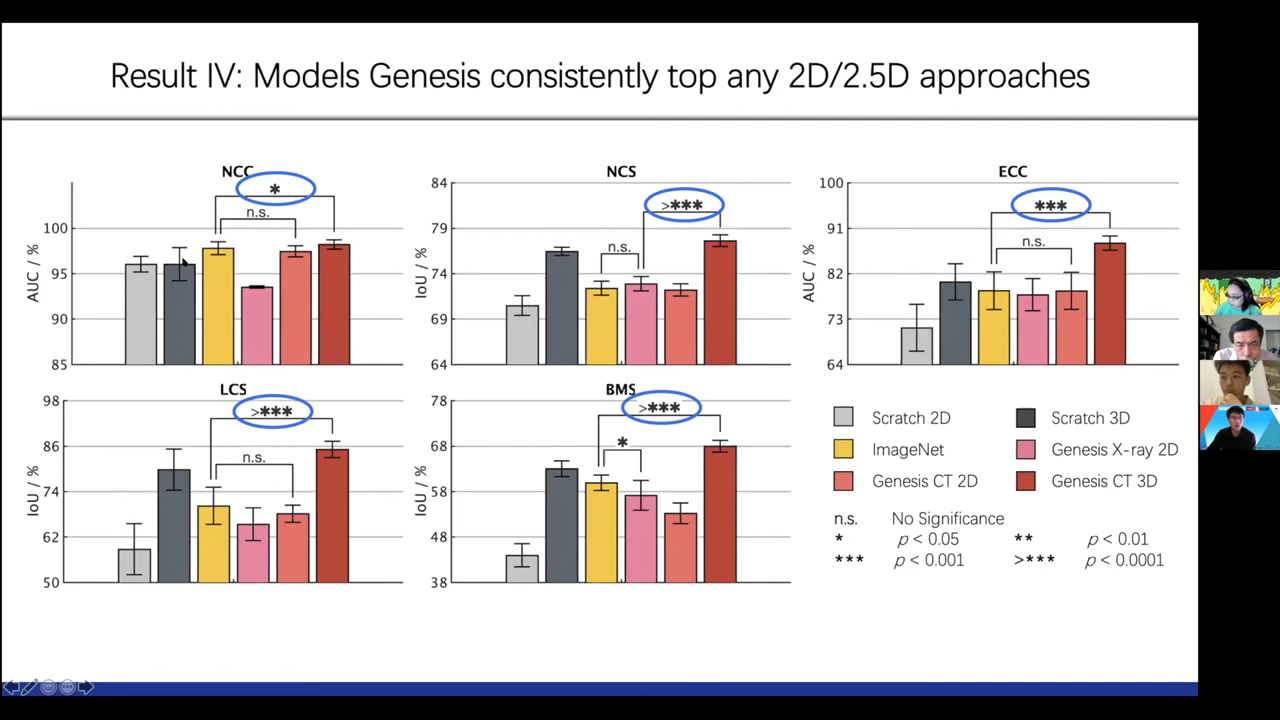 Result IV: Models Genesis consistently top any 2D/2.5D approaches
NCC
*
n.s.
100
95
90
85
AUC / %
NCS
>***
n.s.
84
79
74
69
64
IoU / %
ECC
***
n.s.
100
91
82
73
64
AUC / %
LCS
>***
n.s.
98
86
74
62
50
IoU / %
BMS
>***
*
78
68
58
48
38
IoU / %
Scratch 2D
Scratch 3D
ImageNet
Genesis X-ray 2D
Genesis CT 2D
Genesis CT 3D
n.s. No Significance
* p < 0.05 ** p < 0.01
*** p < 0.001 >*** p < 0.0001